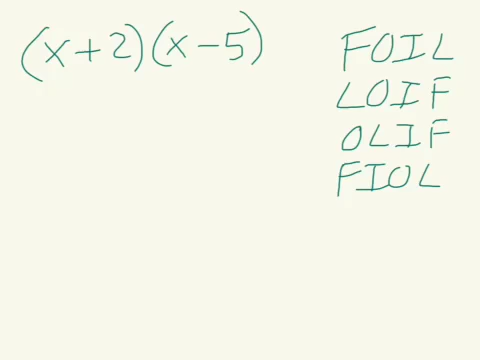 (x+2)(x-5)
FOIL
LOIF
OLIF
FIOL